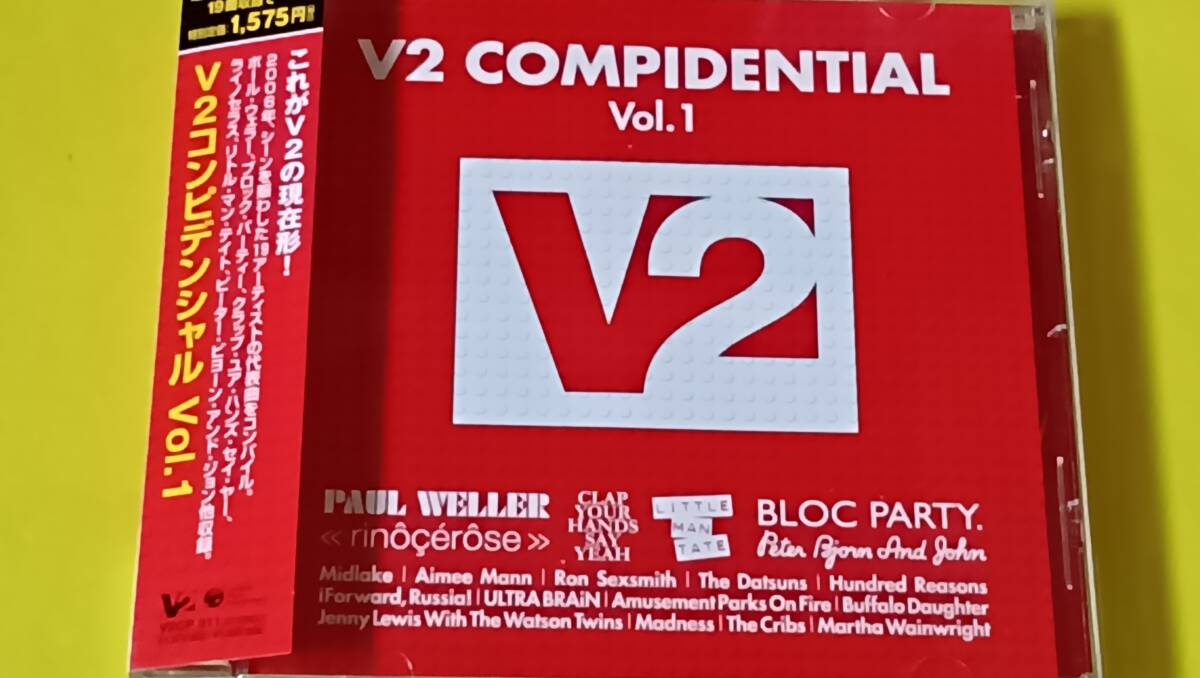 19曲収録で
特別定価 1,575円
これがV2の現在形!
2006年、シーンを賑わした19アーティストの代表曲をコンパイル。
ポール・ウェラー、ブロック・パーティー、クラップ・ユア・ハンズ・セイ・ヤー、
ライノセラス、リトル・マン・テイト、ピーター・ビヨーン・アンド・ジョン他収録。
V2コンピデンシャル Vol.1
V2
V2 COMPIDENTIAL
Vol.1
V2
PAUL WELLER
« rinôçérôse »
CLAP
YOUR
HANDS
SAY
YEAH
LITTLE
MAN
TATE
BLOC PARTY.
Peter Bjorn And John
Midlake | Aimee Mann | Ron Sexsmith | The Datsuns | Hundred Reasons
¡Forward, Russia! | ULTRA BRAiN | Amusement Parks On Fire | Buffalo Daughter
Jenny Lewis With The Watson Twins | Madness | The Cribs | Martha Wainwright